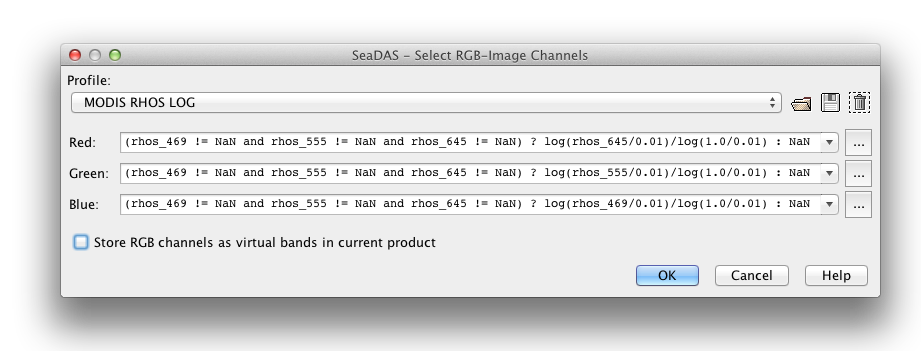 SeaDAS - Select RGB-Image Channels
Profile:
MODIS RHOS LOG
Red: (rhos_469 != NaN and rhos_555 != NaN and rhos_645 != NaN) ? log(rhos_645/0.01)/log(1.0/0.01) : NaN ...
Green: (rhos_469 != NaN and rhos_555 != NaN and rhos_645 != NaN) ? log(rhos_555/0.01)/log(1.0/0.01) : NaN ...
Blue: (rhos_469 != NaN and rhos_555 != NaN and rhos_645 != NaN) ? log(rhos_469/0.01)/log(1.0/0.01) : NaN ...
Store RGB channels as virtual bands in current product
OK Cancel Help